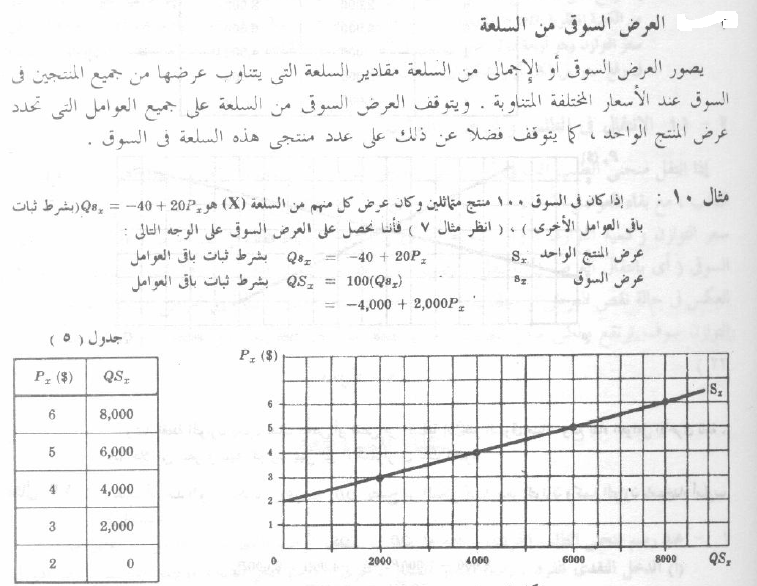 العرض السوقى من السلعة
يصور العرض السوقى أو الإجمالى من السلعة مقادير السلعة التى يتناوب عرضها من جميع المنتجين فى
السوق عند الأسعار المختلفة المتناوبة . ويتوقف العرض السوقى من السلعة على جميع العوامل التى تحدد
عرض المنتج الواحد ، كما يتوقف فضلا عن ذلك على عدد منتجى هذه السلعة فى السوق .
مثال ١٠ : إذا كان فى السوق ١٠٠ منتج متماثلين وكان عرض كل منهم من السلعة (X) هو Qsx = −40 + 20Px (بشرط ثبات
باقى العوامل الأخرى ) ، ( انظر مثال ٧ ) فأننا نحصل على العرض السوقى على الوجه التالى :
عرض المنتج الواحد Sx Qsx = −40 + 20Px بشرط ثبات باقى العوامل
عرض السوق sx QSx = 100(Qsx) بشرط ثبات باقى العوامل
= −4,000 + 2,000Px
جدول ( ٥ )
Px ($) QSx
6 8,000
5 6,000
4 4,000
3 2,000
2 0
Px ($)
6
5
4
3
2
1
Sx
0 2000 4000 6000 8000 QSx